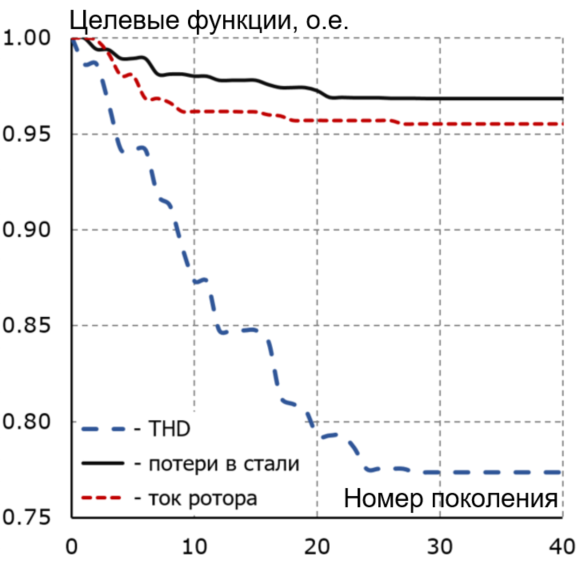 Целевые функции, о.е.
1.00
0.95
0.90
0.85
0.80
0.75
- THD
- потери в стали
- ток ротора
Номер поколения
0 10 20 30 40